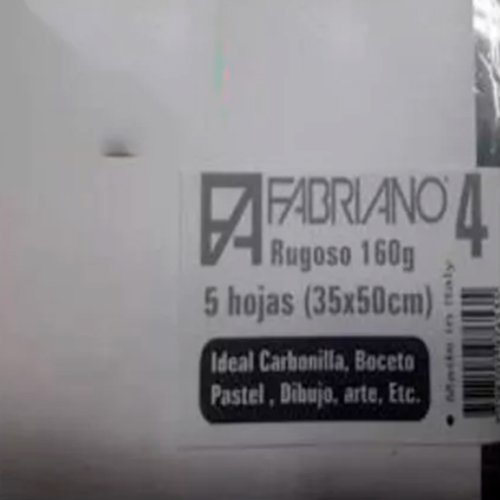 FABRIANO 4
Rugoso 160g
5 hojas (35x50cm)
Ideal Carbonilla, Boceto
Pastel , Dibujo, arte, Etc.
Made in Italy